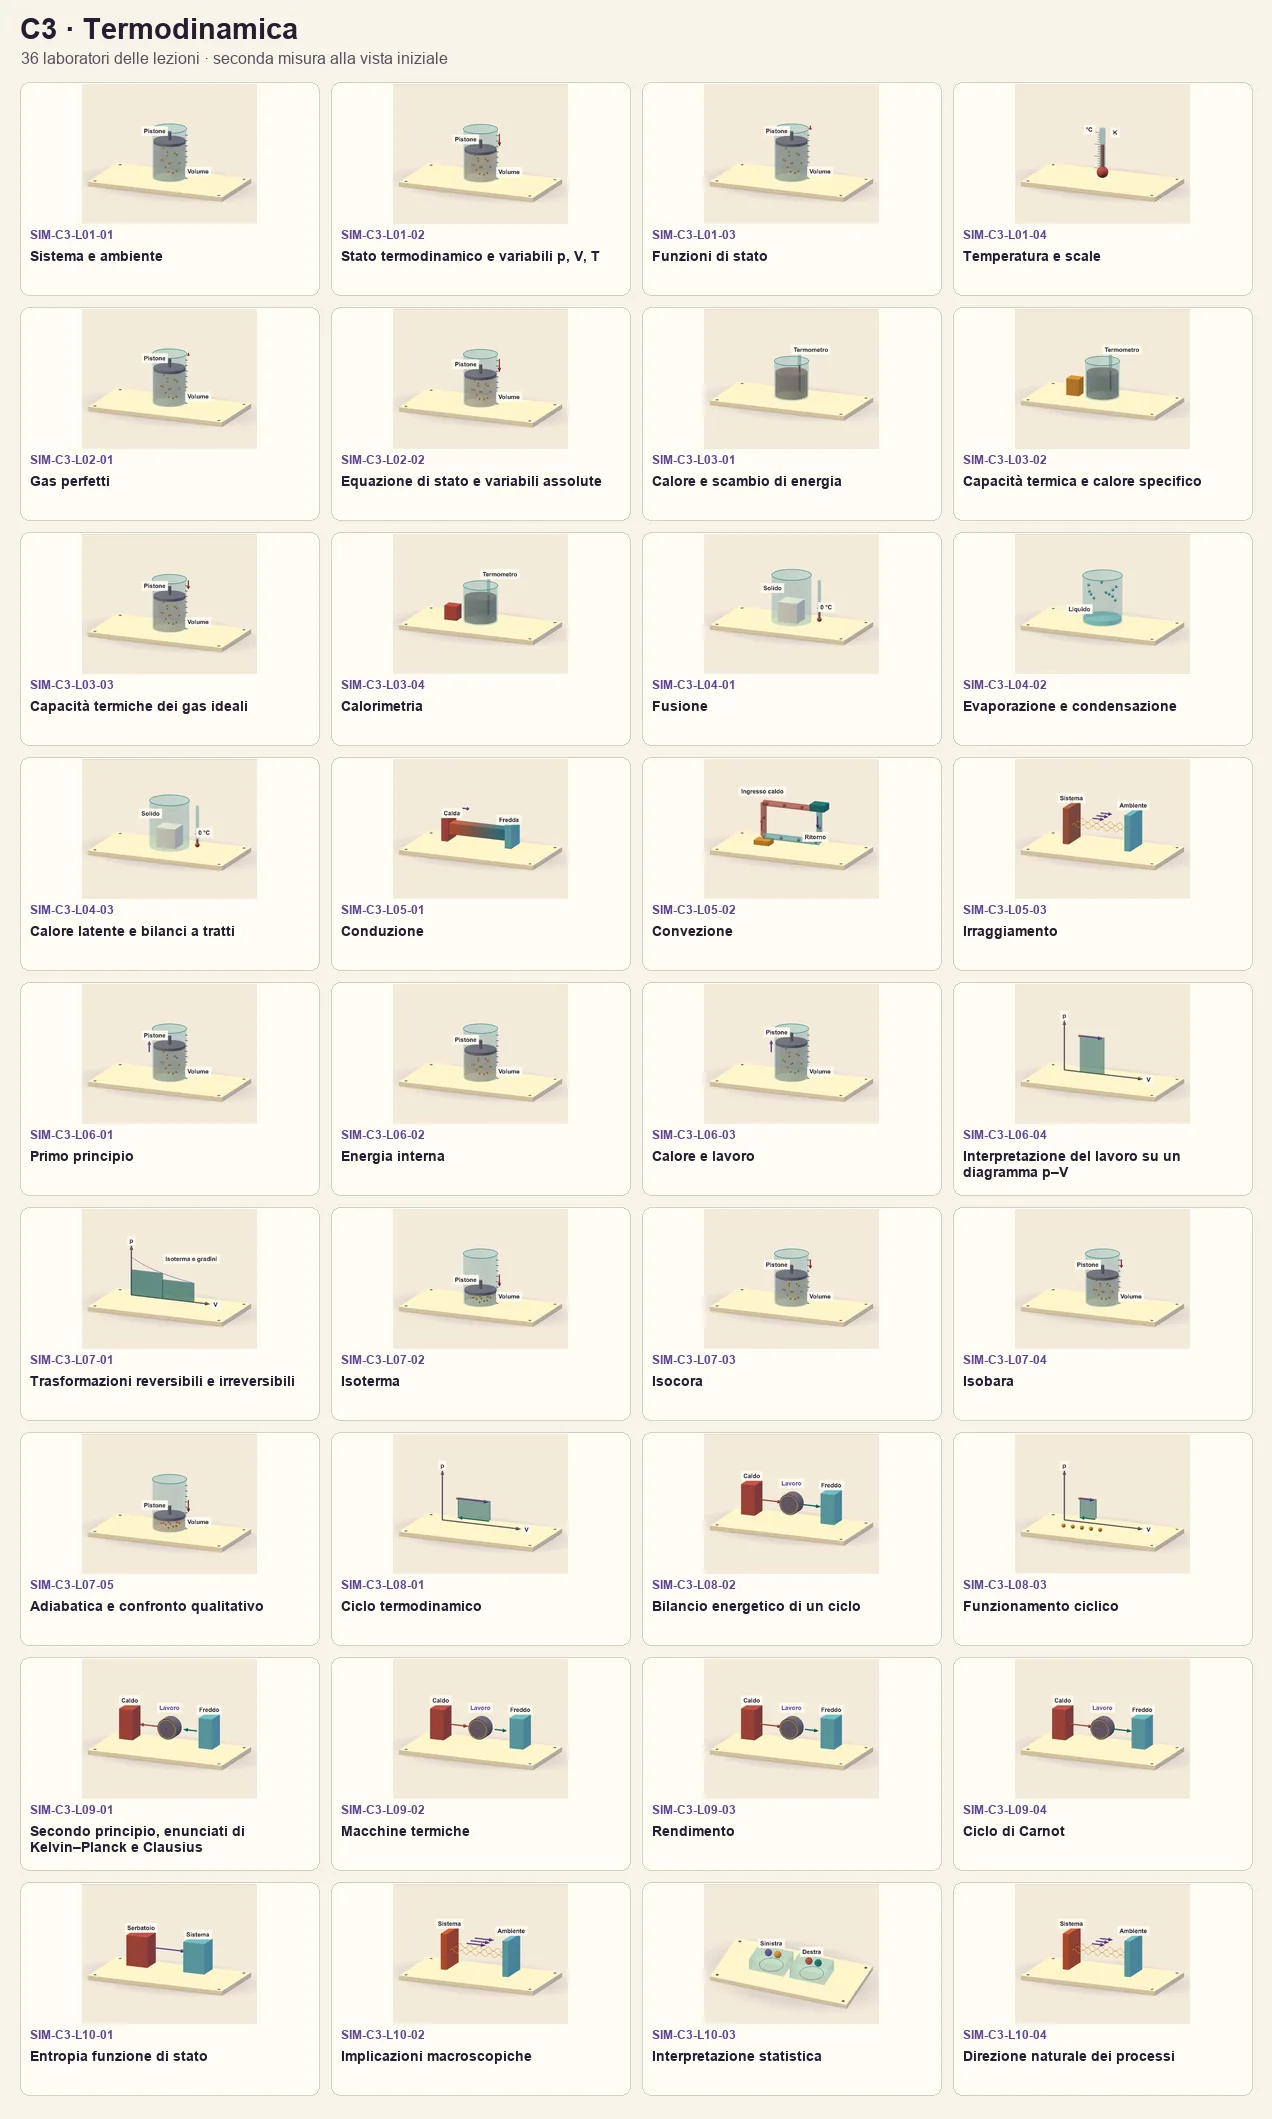 C3 · Termodinamica
36 laboratori delle lezioni · seconda misura alla vista iniziale
Pistone
Volume
SIM-C3-L01-01
Sistema e ambiente
Pistone
Volume
SIM-C3-L01-02
Stato termodinamico e variabili p, V, T
Pistone
Volume
SIM-C3-L01-03
Funzioni di stato
°C K
SIM-C3-L01-04
Temperatura e scale
Pistone
Volume
SIM-C3-L02-01
Gas perfetti
Pistone
Volume
SIM-C3-L02-02
Equazione di stato e variabili assolute
Termometro
SIM-C3-L03-01
Calore e scambio di energia
Termometro
SIM-C3-L03-02
Capacità termica e calore specifico
Pistone
Volume
SIM-C3-L03-03
Capacità termiche dei gas ideali
Termometro
SIM-C3-L03-04
Calorimetria
Solido
0 °C
SIM-C3-L04-01
Fusione
Liquido
SIM-C3-L04-02
Evaporazione e condensazione
Solido
0 °C
SIM-C3-L04-03
Calore latente e bilanci a tratti
Calda
Fredda
SIM-C3-L05-01
Conduzione
Ingresso caldo
Ritorno
SIM-C3-L05-02
Convezione
Sistema
Ambiente
SIM-C3-L05-03
Irraggiamento
Pistone
Volume
SIM-C3-L06-01
Primo principio
Pistone
Volume
SIM-C3-L06-02
Energia interna
Pistone
Volume
SIM-C3-L06-03
Calore e lavoro
p
V
SIM-C3-L06-04
Interpretazione del lavoro su un
diagramma p–V
p
Isoterma e gradini
V
SIM-C3-L07-01
Trasformazioni reversibili e irreversibili
Pistone
Volume
SIM-C3-L07-02
Isoterma
Pistone
Volume
SIM-C3-L07-03
Isocora
Pistone
Volume
SIM-C3-L07-04
Isobara
Pistone
Volume
SIM-C3-L07-05
Adiabatica e confronto qualitativo
p
V
SIM-C3-L08-01
Ciclo termodinamico
Caldo
Lavoro
Freddo
SIM-C3-L08-02
Bilancio energetico di un ciclo
p
V
SIM-C3-L08-03
Funzionamento ciclico
Caldo
Lavoro
Freddo
SIM-C3-L09-01
Secondo principio, enunciati di
Kelvin–Planck e Clausius
Caldo
Lavoro
Freddo
SIM-C3-L09-02
Macchine termiche
Caldo
Lavoro
Freddo
SIM-C3-L09-03
Rendimento
Caldo
Lavoro
Freddo
SIM-C3-L09-04
Ciclo di Carnot
Serbatoio
Sistema
SIM-C3-L10-01
Entropia funzione di stato
Sistema
Ambiente
SIM-C3-L10-02
Implicazioni macroscopiche
Sinistra
Destra
SIM-C3-L10-03
Interpretazione statistica
Sistema
Ambiente
SIM-C3-L10-04
Direzione naturale dei processi